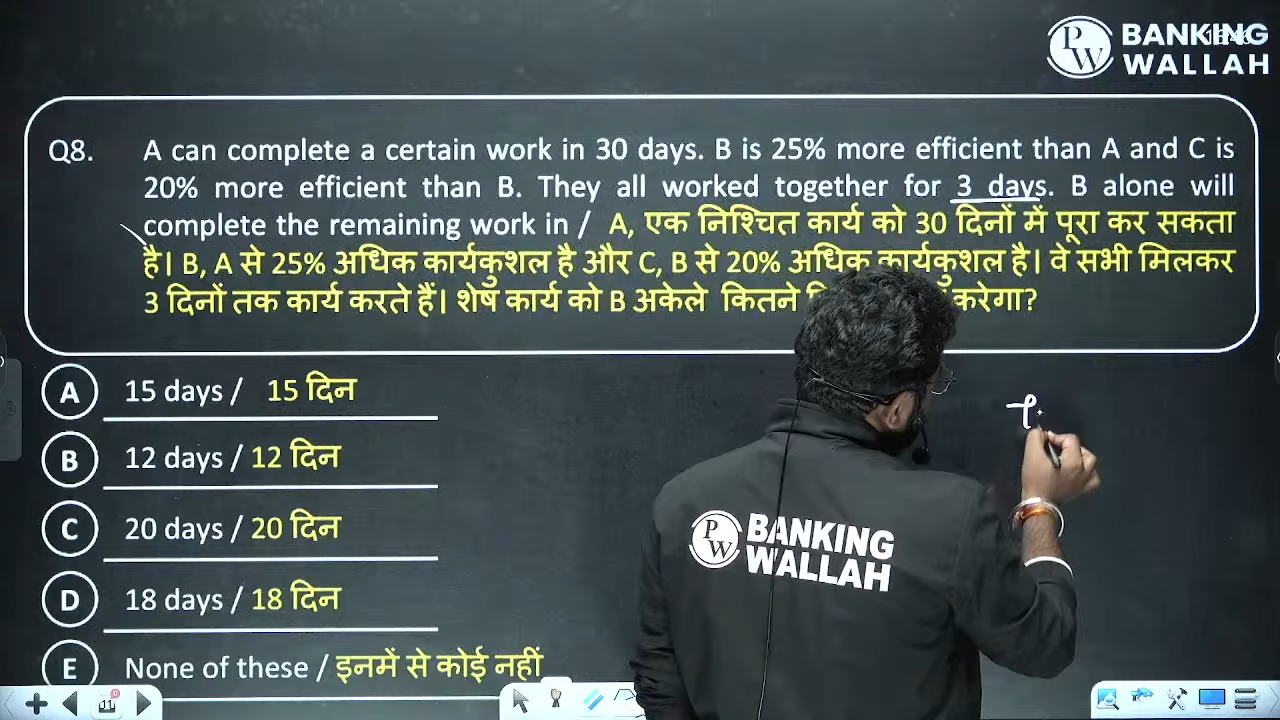 BANKING
WALLAH
Q8. A can complete a certain work in 30 days. B is 25% more efficient than A and C is
20% more efficient than B. They all worked together for 3 days. B alone will
complete the remaining work in / A, एक निश्चित कार्य को 30 दिनों में पूरा कर सकता
है। B, A से 25% अधिक कार्यकुशल है और C, B से 20% अधिक कार्यकुशल है। वे सभी मिलकर
3 दिनों तक कार्य करते हैं। शेष कार्य को B अकेले कितने करेगा?
A 15 days / 15 दिन
B 12 days / 12 दिन
C 20 days / 20 दिन
D 18 days / 18 दिन
E None of these / इनमें से कोई नहीं
PW BANKING
WALLAH
11